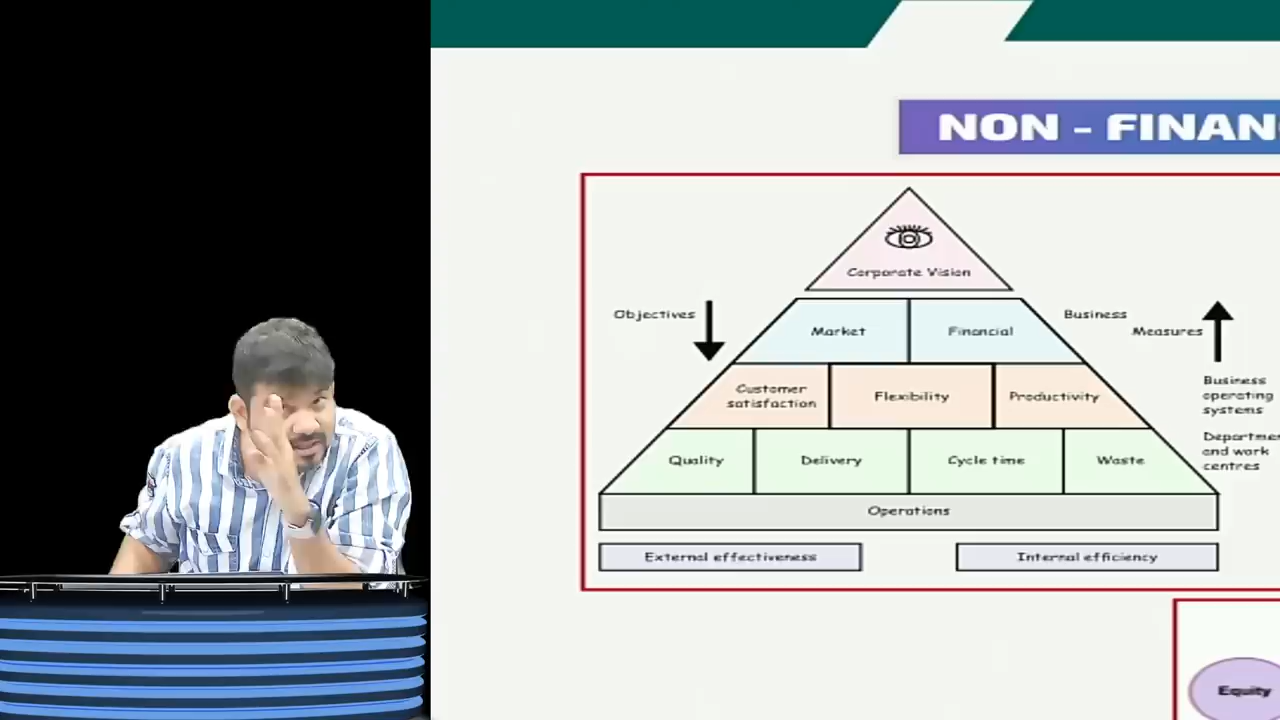 NON - FINAN
Corporate Vision
Objectives
Market
Financial
Business
Measures
Customer
satisfaction
Flexibility
Productivity
Business
operating
systems
Quality
Delivery
Cycle time
Waste
Departme
and work
centres
Operations
External effectiveness
Internal efficiency
Equity